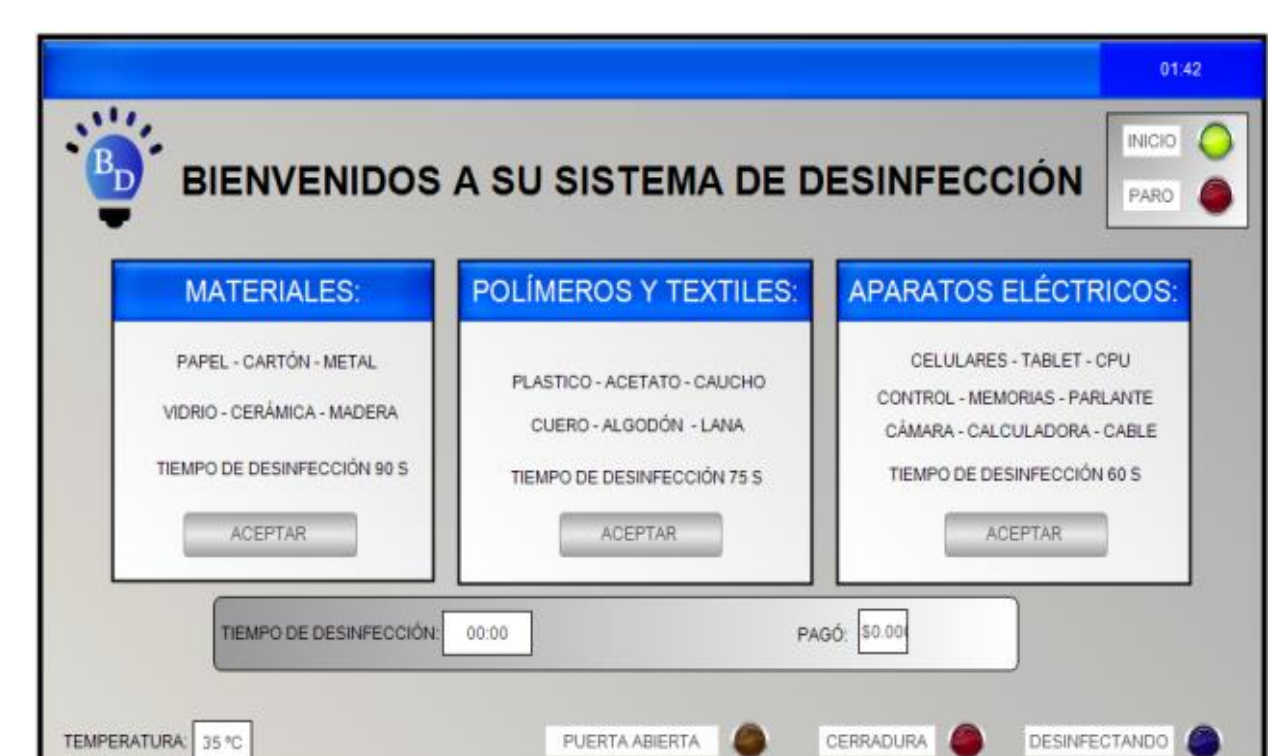 01:42
BD
BIENVENIDOS A SU SISTEMA DE DESINFECCIÓN
INICIO
PARO
MATERIALES:
PAPEL - CARTÓN - METAL
VIDRIO - CERÁMICA - MADERA
TIEMPO DE DESINFECCIÓN 90 S
ACEPTAR
POLÍMEROS Y TEXTILES:
PLASTICO - ACETATO - CAUCHO
CUERO - ALGODÓN - LANA
TIEMPO DE DESINFECCIÓN 75 S
ACEPTAR
APARATOS ELÉCTRICOS:
CELULARES - TABLET - CPU
CONTROL - MEMORIAS - PARLANTE
CÁMARA - CALCULADORA - CABLE
TIEMPO DE DESINFECCIÓN 60 S
ACEPTAR
TIEMPO DE DESINFECCIÓN: 00:00
PAGÓ: $0.00
TEMPERATURA: 35 ºC
PUERTA ABIERTA
CERRADURA
DESINFECTANDO